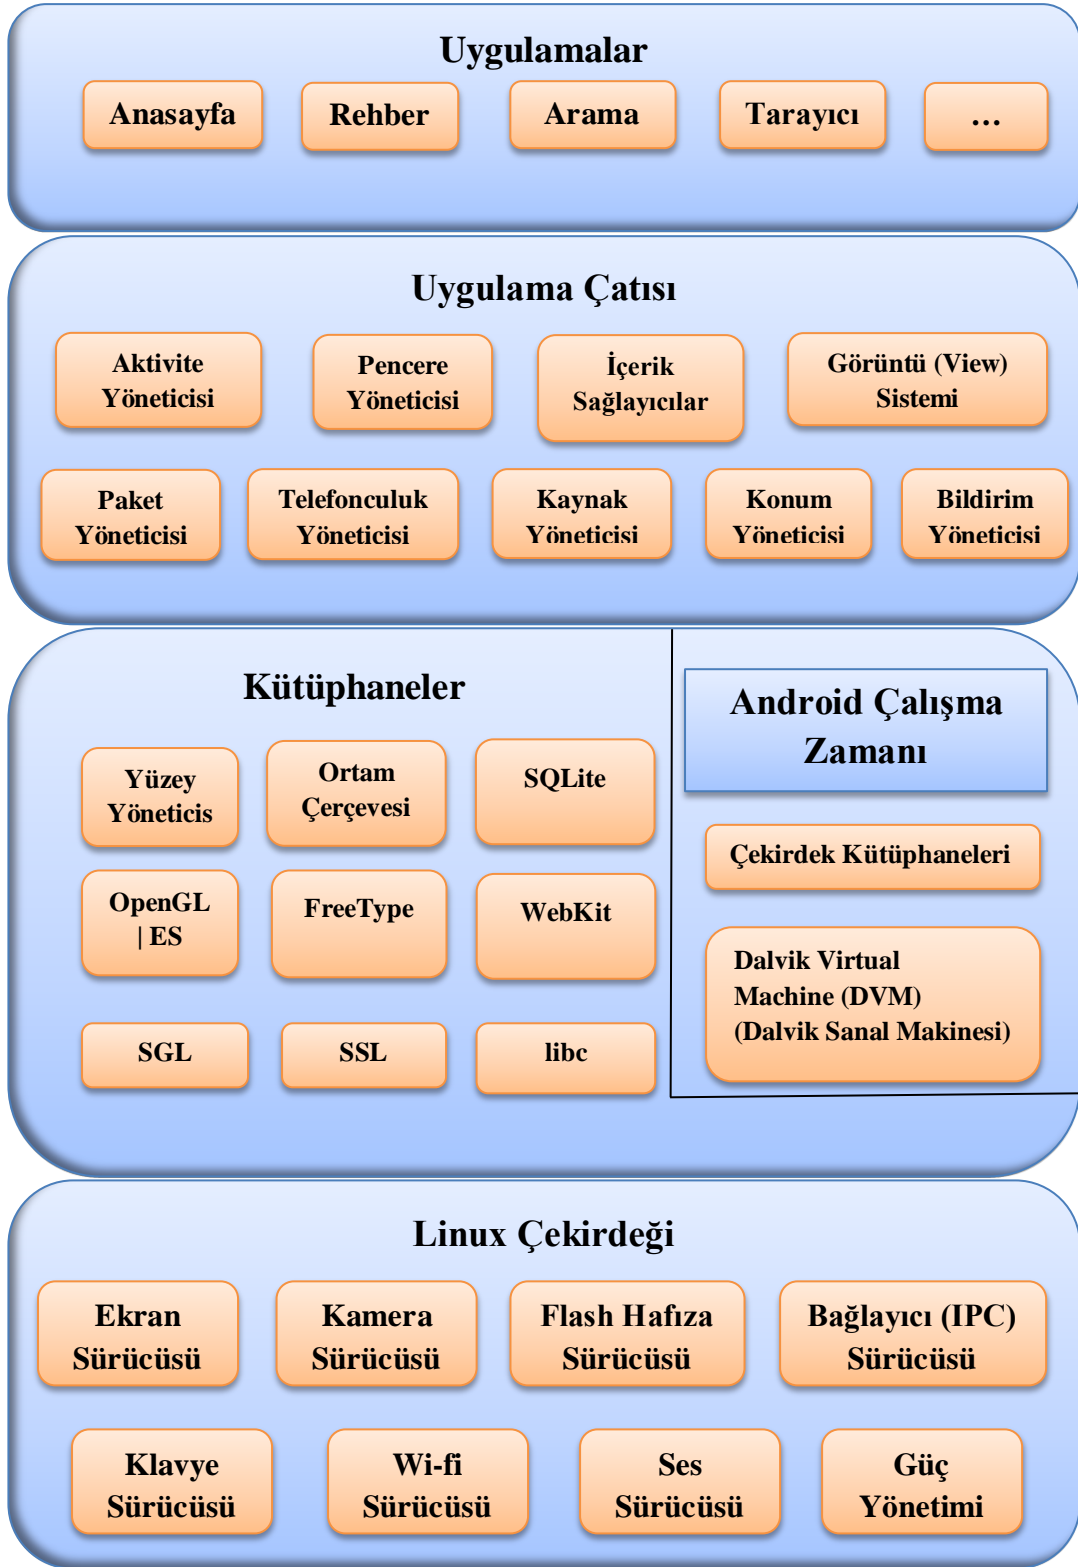 Uygulamalar
Anasayfa
Rehber
Arama
Tarayıcı
...
Uygulama Çatısı
Aktivite
Yöneticisi
Pencere
Yöneticisi
İçerik
Sağlayıcılar
Görüntü (View)
Sistemi
Paket
Yöneticisi
Telefonculuk
Yöneticisi
Kaynak
Yöneticisi
Konum
Yöneticisi
Bildirim
Yöneticisi
Kütüphaneler
Yüzey
Yöneticis
Ortam
Çerçevesi
SQLite
OpenGL
| ES
FreeType
WebKit
SGL
SSL
libc
Android Çalışma
Zamanı
Çekirdek Kütüphaneleri
Dalvik Virtual
Machine (DVM)
(Dalvik Sanal Makinesi)
Linux Çekirdeği
Ekran
Sürücüsü
Kamera
Sürücüsü
Flash Hafıza
Sürücüsü
Bağlayıcı (IPC)
Sürücüsü
Klavye
Sürücüsü
Wi-fi
Sürücüsü
Ses
Sürücüsü
Güç
Yönetimi